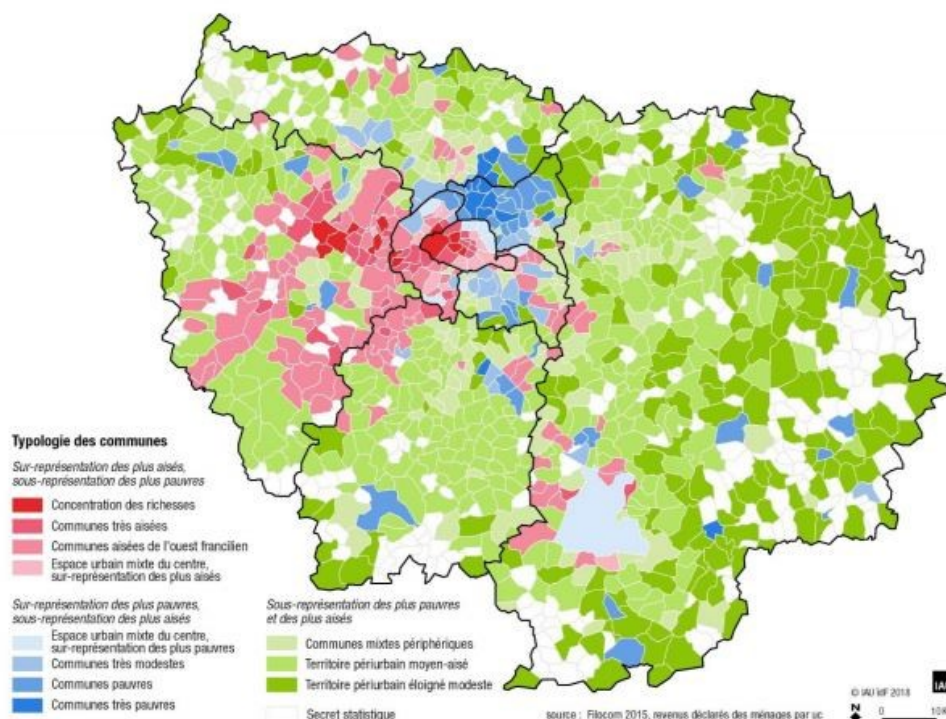 Typologie des communes
Sur-représentation des plus aisés,
sous-représentation des plus pauvres
Concentration des richesses
Communes très aisées
Communes aisées de l'ouest francilien
Espace urbain mixte du centre,
sur-représentation des plus aisés
Sur-représentation des plus pauvres,
sous-représentation des plus aisés
Espace urbain mixte du centre,
sur-représentation des plus pauvres
Communes très modestes
Communes pauvres
Communes très pauvres
Sous-représentation des plus pauvres
et des plus aisés
Communes mixtes périphériques
Territoire périurbain moyen-aisé
Territoire périurbain éloigné modeste
Secret statistique
© IAU îdF 2018
N
0
source : Filocom 2015, revenus déclarés des ménages par uc